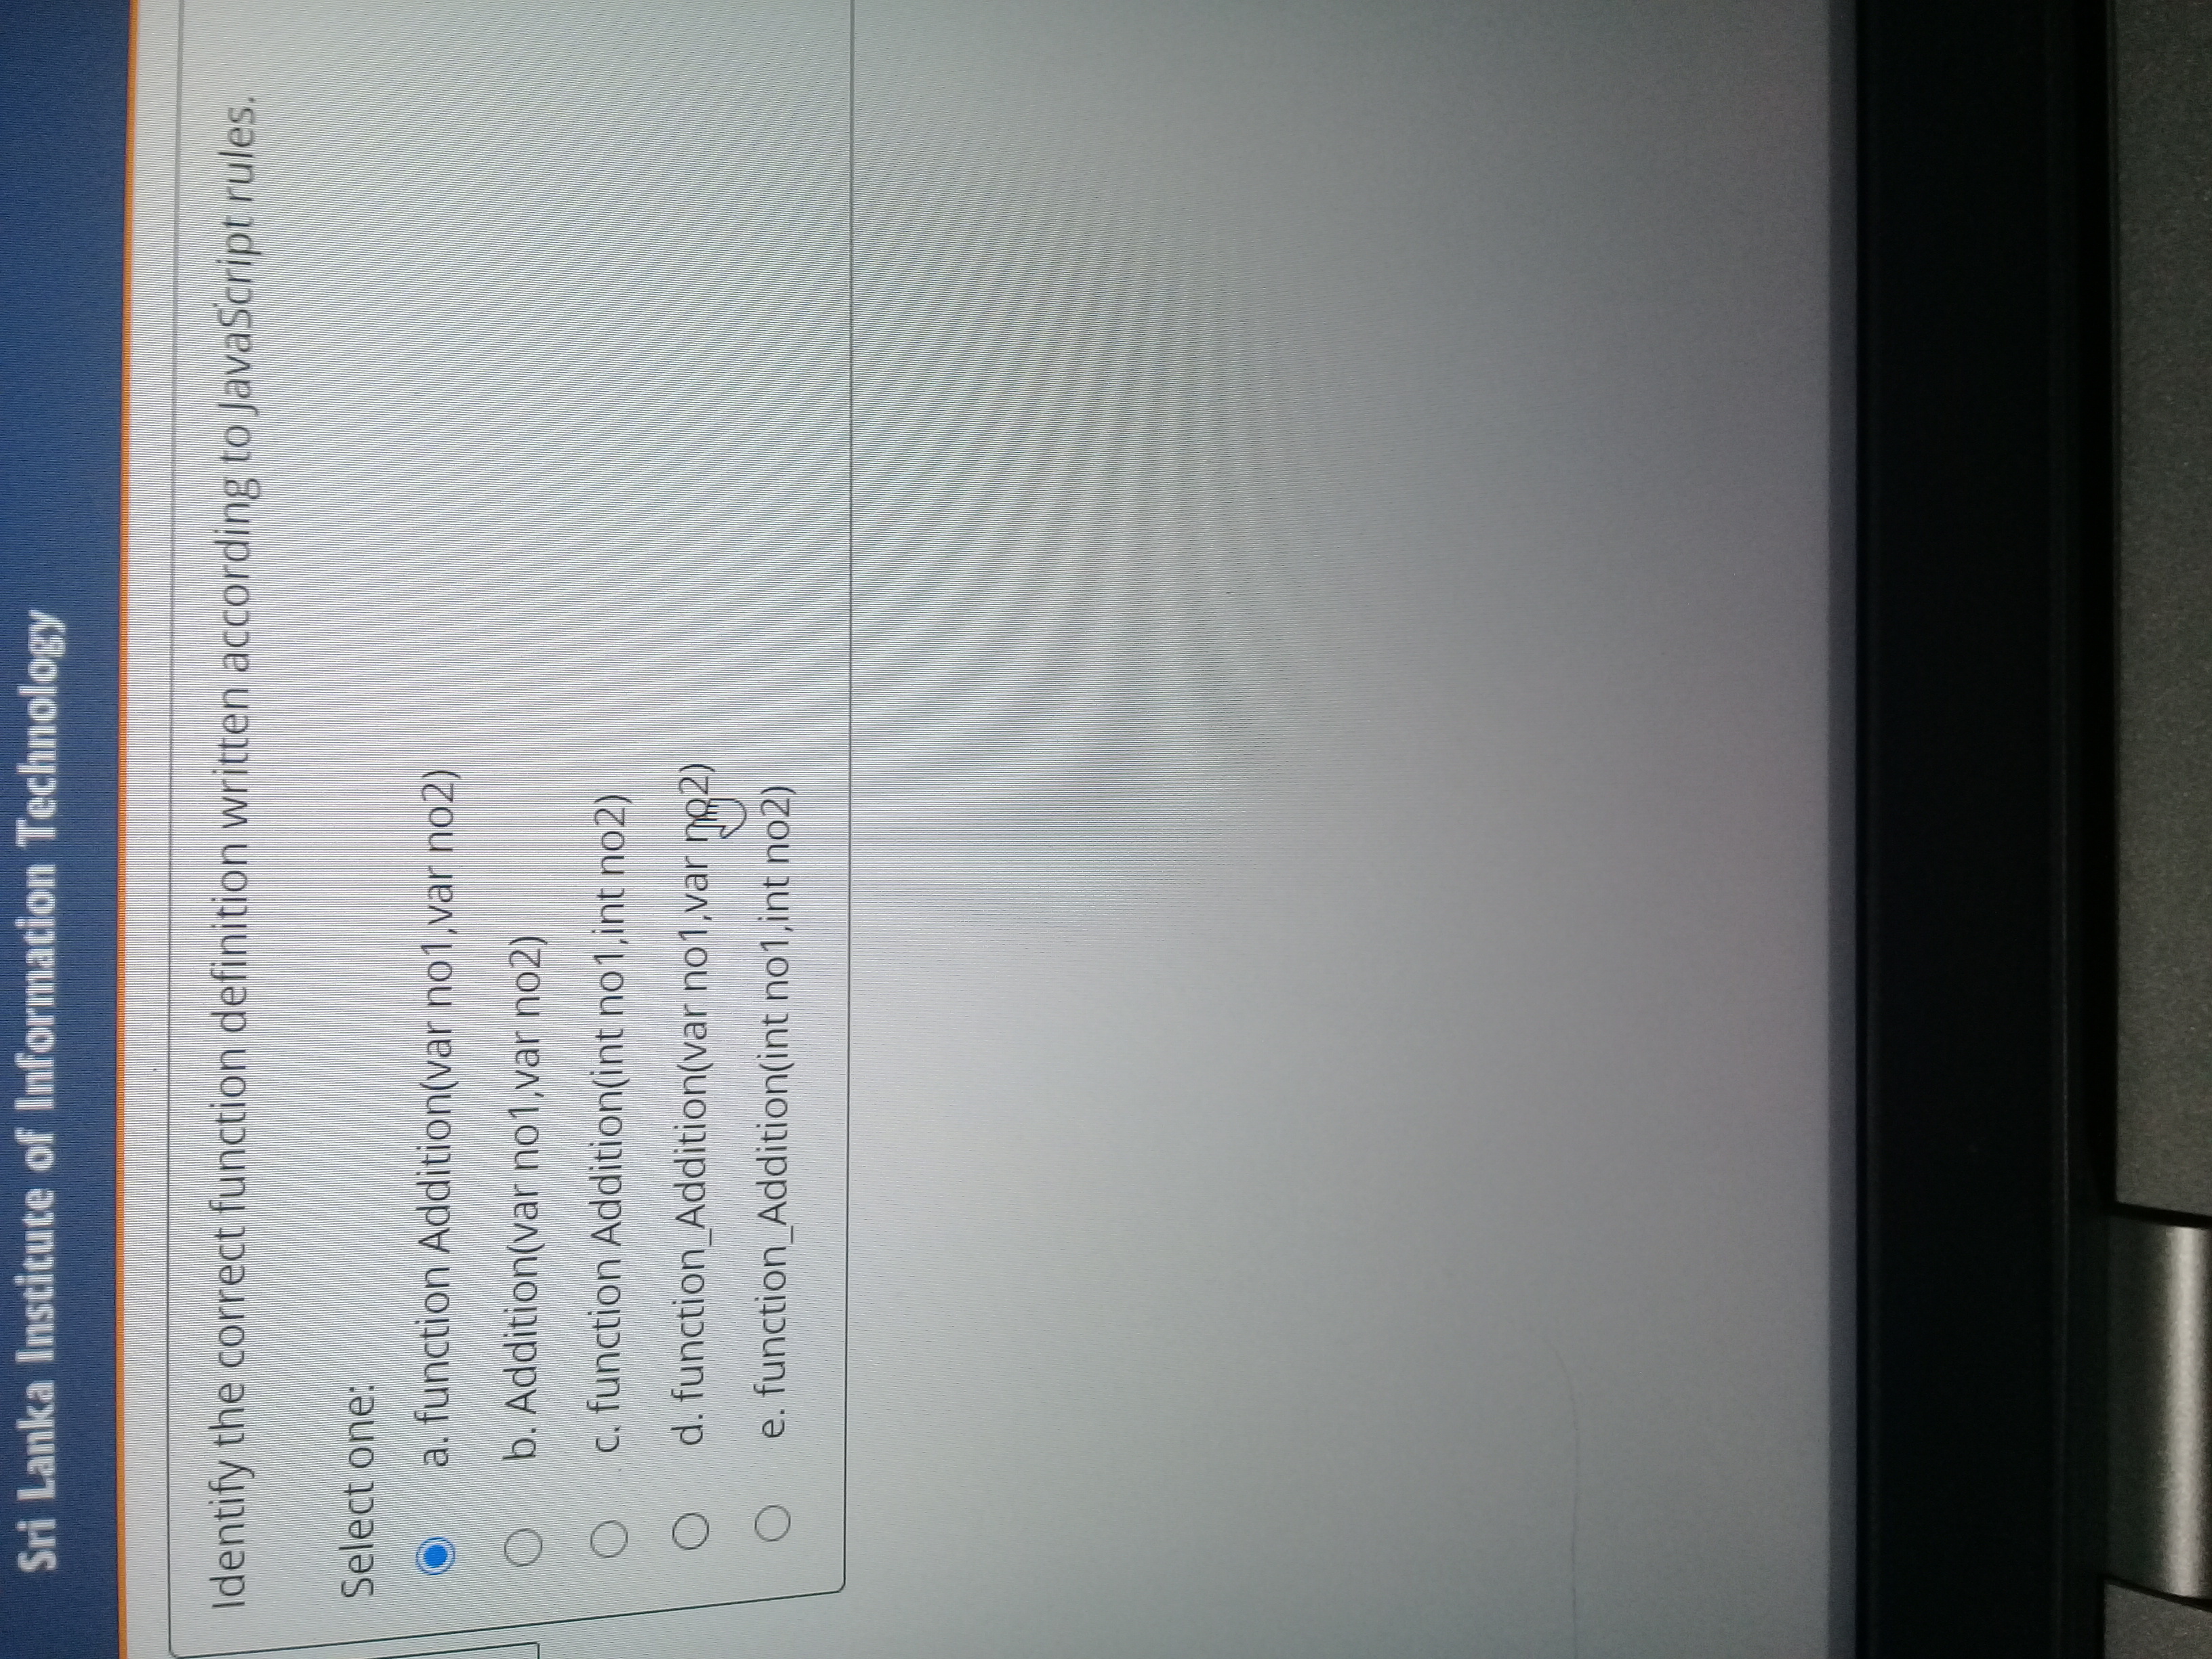 Sri Lanka Institute of Information Technology
Identify the correct function definition written according to JavaScript rules.
Select one:
a. function Addition(var no1,var no2)
b. Addition(var no1,var no2)
c. function Addition(int no1,int no2)
d. function_Addition(var no1,var no2)
e. function_Addition(int no1,int no2)